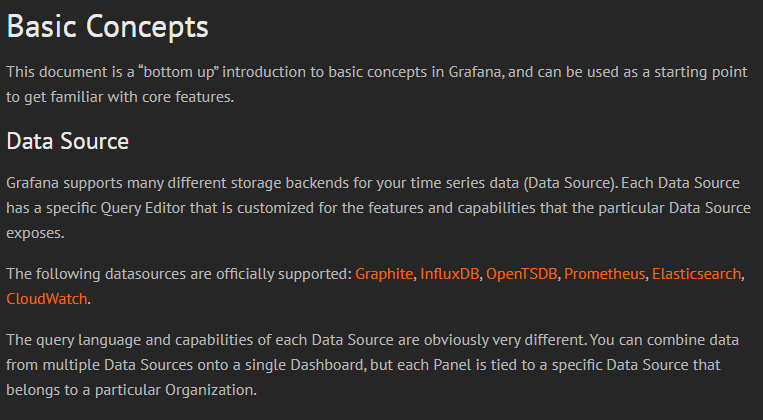 Basic Concepts
This document is a “bottom up” introduction to basic concepts in Grafana, and can be used as a starting point
to get familiar with core features.
Data Source
Grafana supports many different storage backends for your time series data (Data Source). Each Data Source
has a specific Query Editor that is customized for the features and capabilities that the particular Data Source
exposes.
The following datasources are officially supported: Graphite, InfluxDB, OpenTSDB, Prometheus, Elasticsearch,
CloudWatch.
The query language and capabilities of each Data Source are obviously very different. You can combine data
from multiple Data Sources onto a single Dashboard, but each Panel is tied to a specific Data Source that
belongs to a particular Organization.